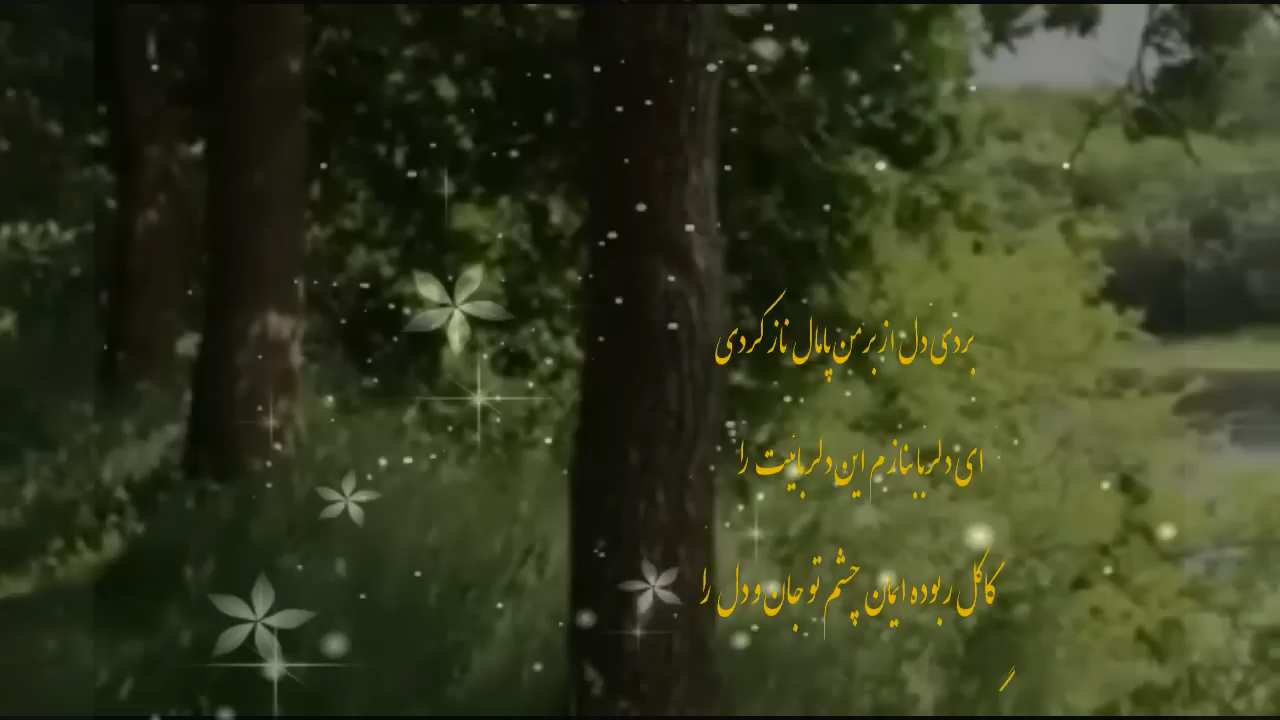 بردی دل از بر من پامال ناز کردی
ای دلربا بنازم این دلربائیت را
کاکل ربوده ایمان چشم تو جان و دل را